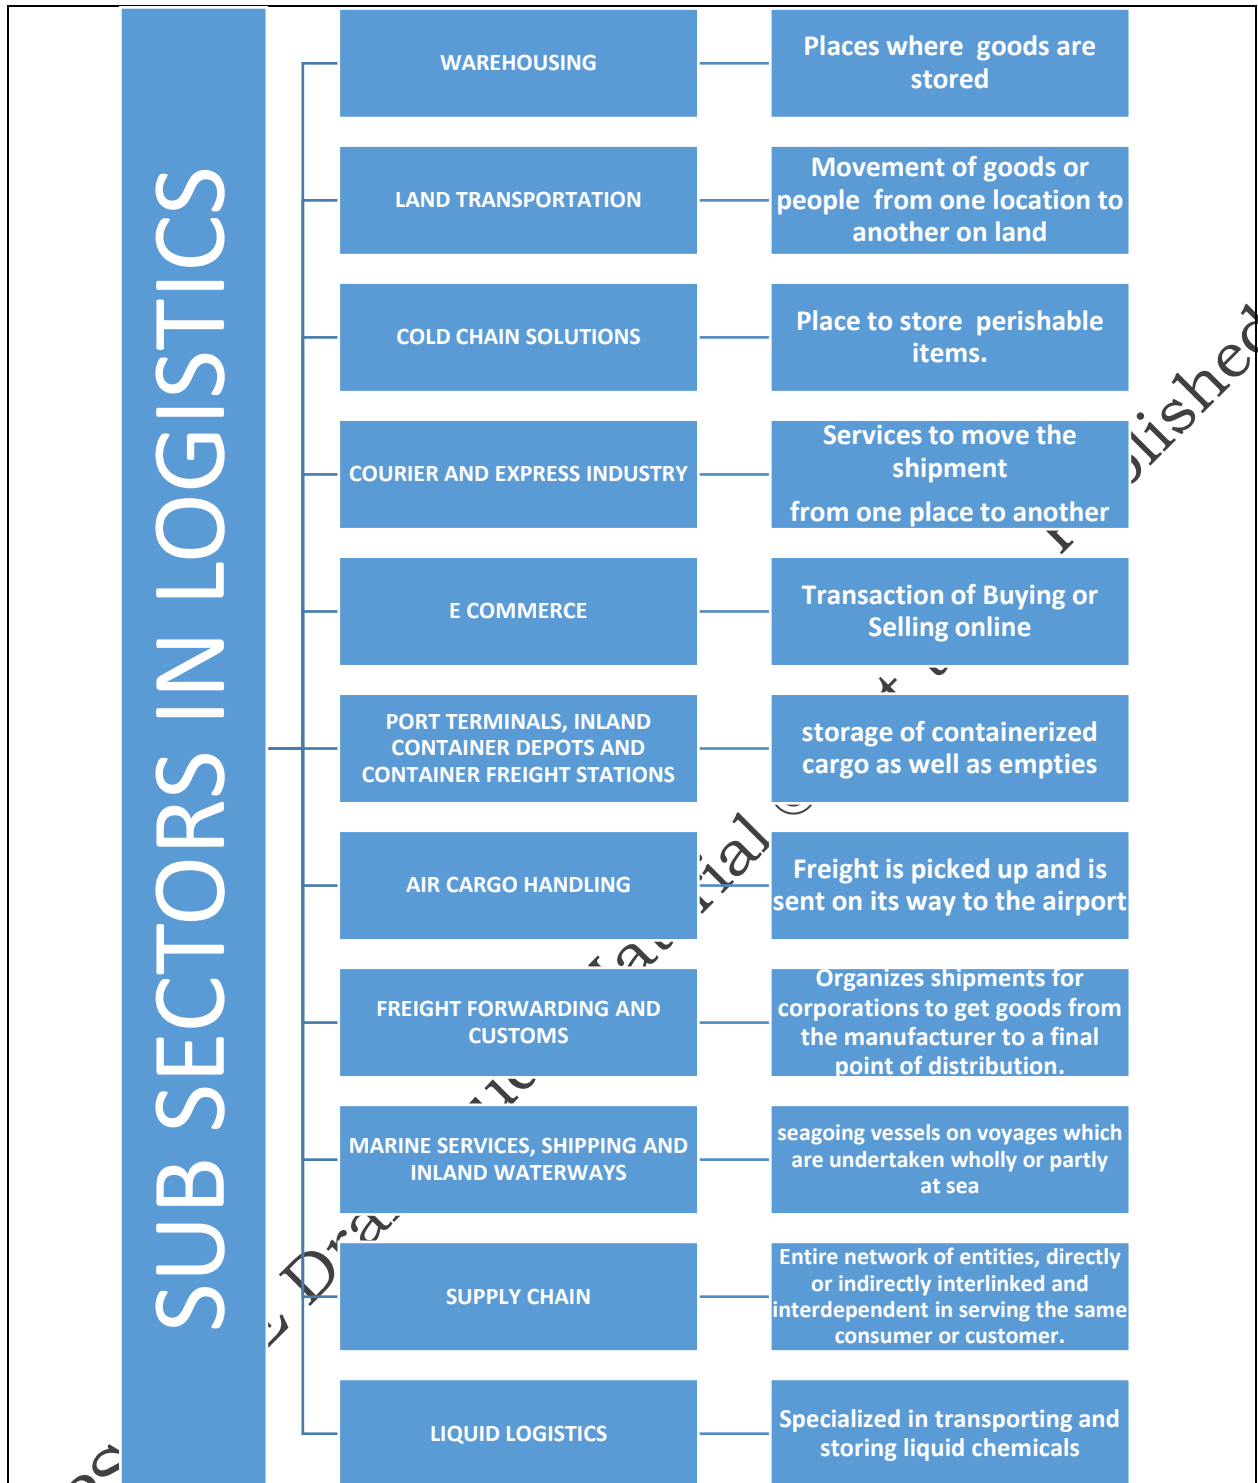 SUB SECTORS IN LOGISTICS
WAREHOUSING
Places where goods are
stored
LAND TRANSPORTATION
Movement of goods or
people from one location to
another on land
COLD CHAIN SOLUTIONS
Place to store perishable
items.
COURIER AND EXPRESS INDUSTRY
Services to move the
shipment
from one place to another
E COMMERCE
Transaction of Buying or
Selling online
PORT TERMINALS, INLAND
CONTAINER DEPOTS AND
CONTAINER FREIGHT STATIONS
storage of containerized
cargo as well as empties
AIR CARGO HANDLING
Freight is picked up and is
sent on its way to the airport
FREIGHT FORWARDING AND
CUSTOMS
Organizes shipments for
corporations to get goods from
the manufacturer to a final
point of distribution.
MARINE SERVICES, SHIPPING AND
INLAND WATERWAYS
seagoing vessels on voyages which
are undertaken wholly or partly
at sea
SUPPLY CHAIN
Entire network of entities, directly
or indirectly interlinked and
interdependent in serving the same
consumer or customer.
LIQUID LOGISTICS
Specialized in transporting and
storing liquid chemicals